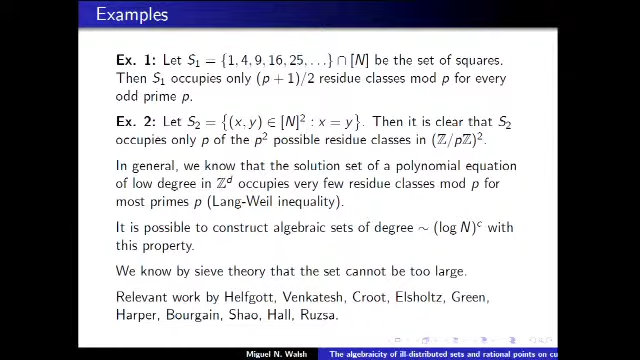 Examples
Ex. 1: Let S₁ = {1, 4, 9, 16, 25, . . .} ∩ [N] be the set of squares.
Then S₁ occupies only (p + 1)/2 residue classes mod p for every
odd prime p.
Ex. 2: Let S₂ = {(x, y) ∈ [N]² : x = y}. Then it is clear that S₂
occupies only p of the p² possible residue classes in (ℤ/pℤ)².
In general, we know that the solution set of a polynomial equation
of low degree in ℤᵈ occupies very few residue classes mod p for
most primes p (Lang-Weil inequality).
It is possible to construct algebraic sets of degree ∼ (log N)ᶜ with
this property.
We know by sieve theory that the set cannot be too large.
Relevant work by Helfgott, Venkatesh, Croot, Elsholtz, Green,
Harper, Bourgain, Shao, Hall, Ruzsa.
Miguel N. Walsh The algebraicity of ill-distributed sets and rational points on cu